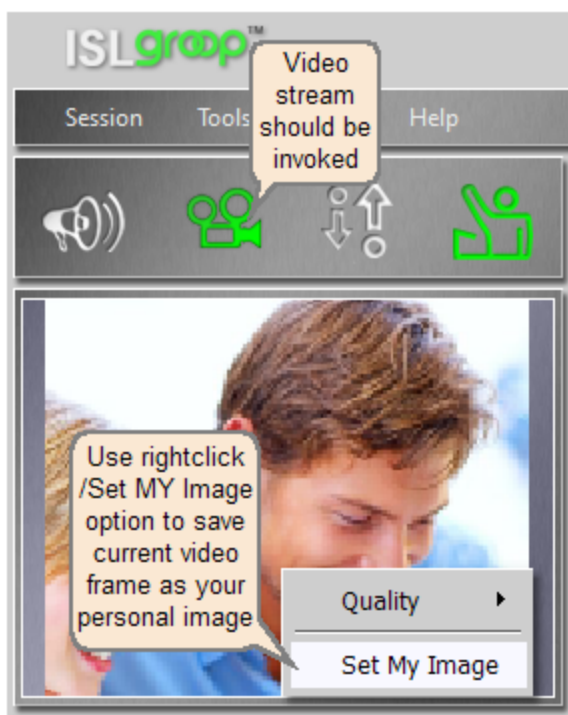 ISLgroop™
Video
stream
should be
invoked
Session Tools Help
Use rightclick
/Set MY Image
option to save
current video
frame as your
personal image
Quality
Set My Image